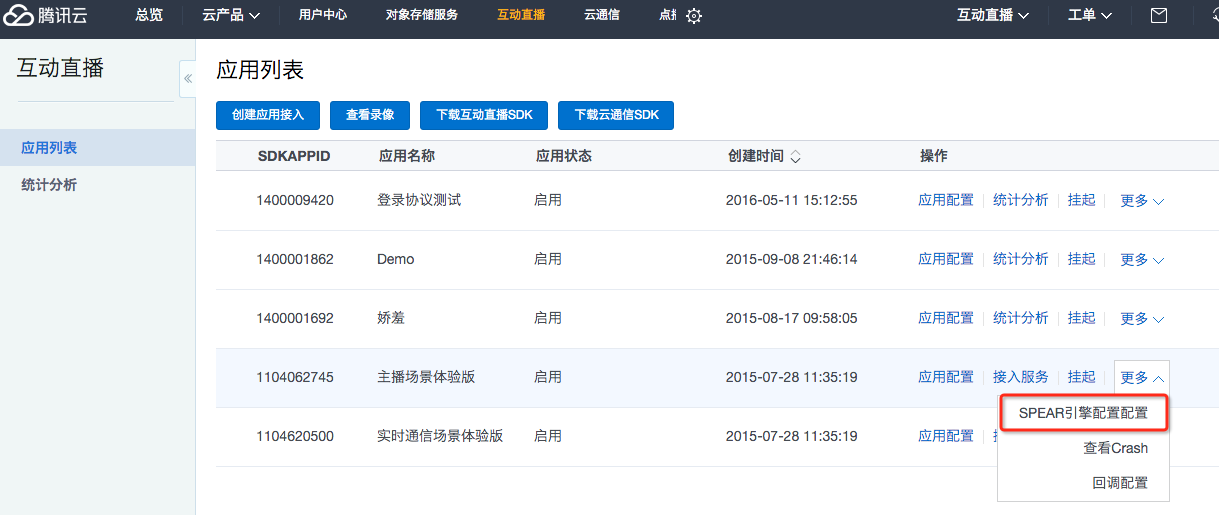 腾讯云 总览 云产品 用户中心 对象存储服务 互动直播 云通信 互动直播 工单
互动直播
应用列表
统计分析
应用列表
创建应用接入 查看录像 下载互动直播SDK 下载云通信SDK
SDKAPPID 应用名称 应用状态 创建时间 操作
1400009420 登录协议测试 启用 2016-05-11 15:12:55 应用配置 统计分析 挂起 更多
1400001862 Demo 启用 2015-09-08 21:46:14 应用配置 统计分析 挂起 更多
1400001692 娇羞 启用 2015-08-17 09:58:05 应用配置 统计分析 挂起 更多
1104062745 主播场景体验版 启用 2015-07-28 11:35:19 应用配置 接入服务 挂起 更多
SPEAR引擎配置配置
1104620500 实时通信场景体验版 启用 2015-07-28 11:35:19 应用配置
查看Crash
回调配置